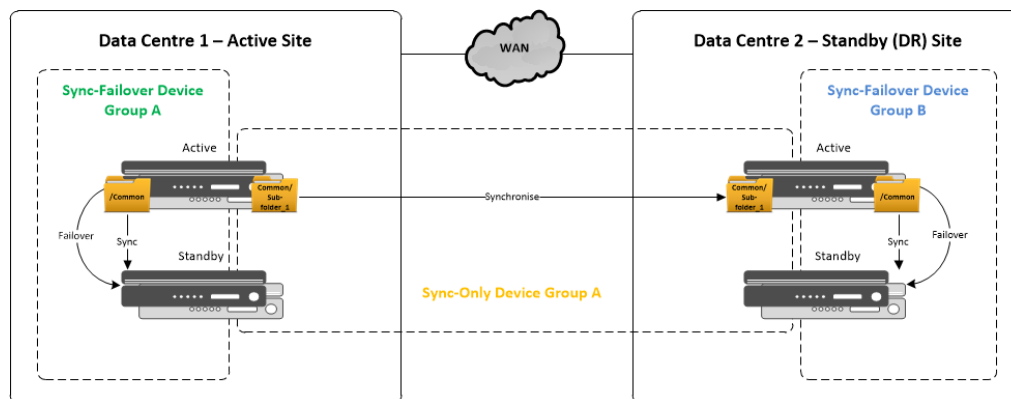 Data Centre 1 – Active Site
WAN
Data Centre 2 – Standby (DR) Site
Sync-Failover Device
Group A
Sync-Failover Device
Group B
Active
Active
/Common
Common/
Sub-
folder_1
Synchronise
Common/
Sub-
folder_1
/Common
Failover
Sync
Sync
Failover
Standby
Standby
Sync-Only Device Group A